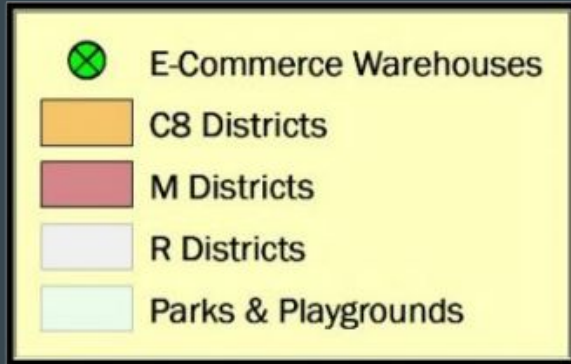 E-Commerce Warehouses
C8 Districts
M Districts
R Districts
Parks & Playgrounds